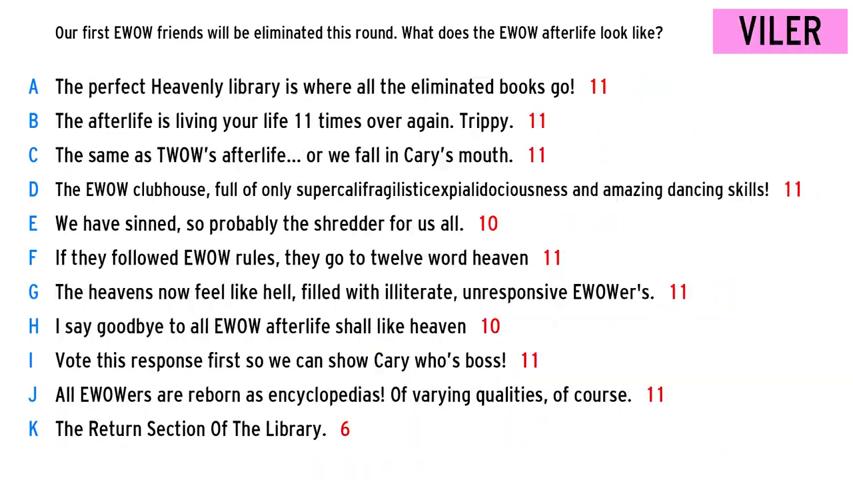 Our first EWOW friends will be eliminated this round. What does the EWOW afterlife look like?
VILER
A The perfect Heavenly library is where all the eliminated books go! 11
B The afterlife is living your life 11 times over again. Trippy. 11
C The same as TWOW's afterlife... or we fall in Cary's mouth. 11
D The EWOW clubhouse, full of only supercalifragilisticexpialidociousness and amazing dancing skills! 11
E We have sinned, so probably the shredder for us all. 10
F If they followed EWOW rules, they go to twelve word heaven 11
G The heavens now feel like hell, filled with illiterate, unresponsive EWOWer's. 11
H I say goodbye to all EWOW afterlife shall like heaven 10
I Vote this response first so we can show Cary who's boss! 11
J All EWOWers are reborn as encyclopedias! Of varying qualities, of course. 11
K The Return Section Of The Library. 6